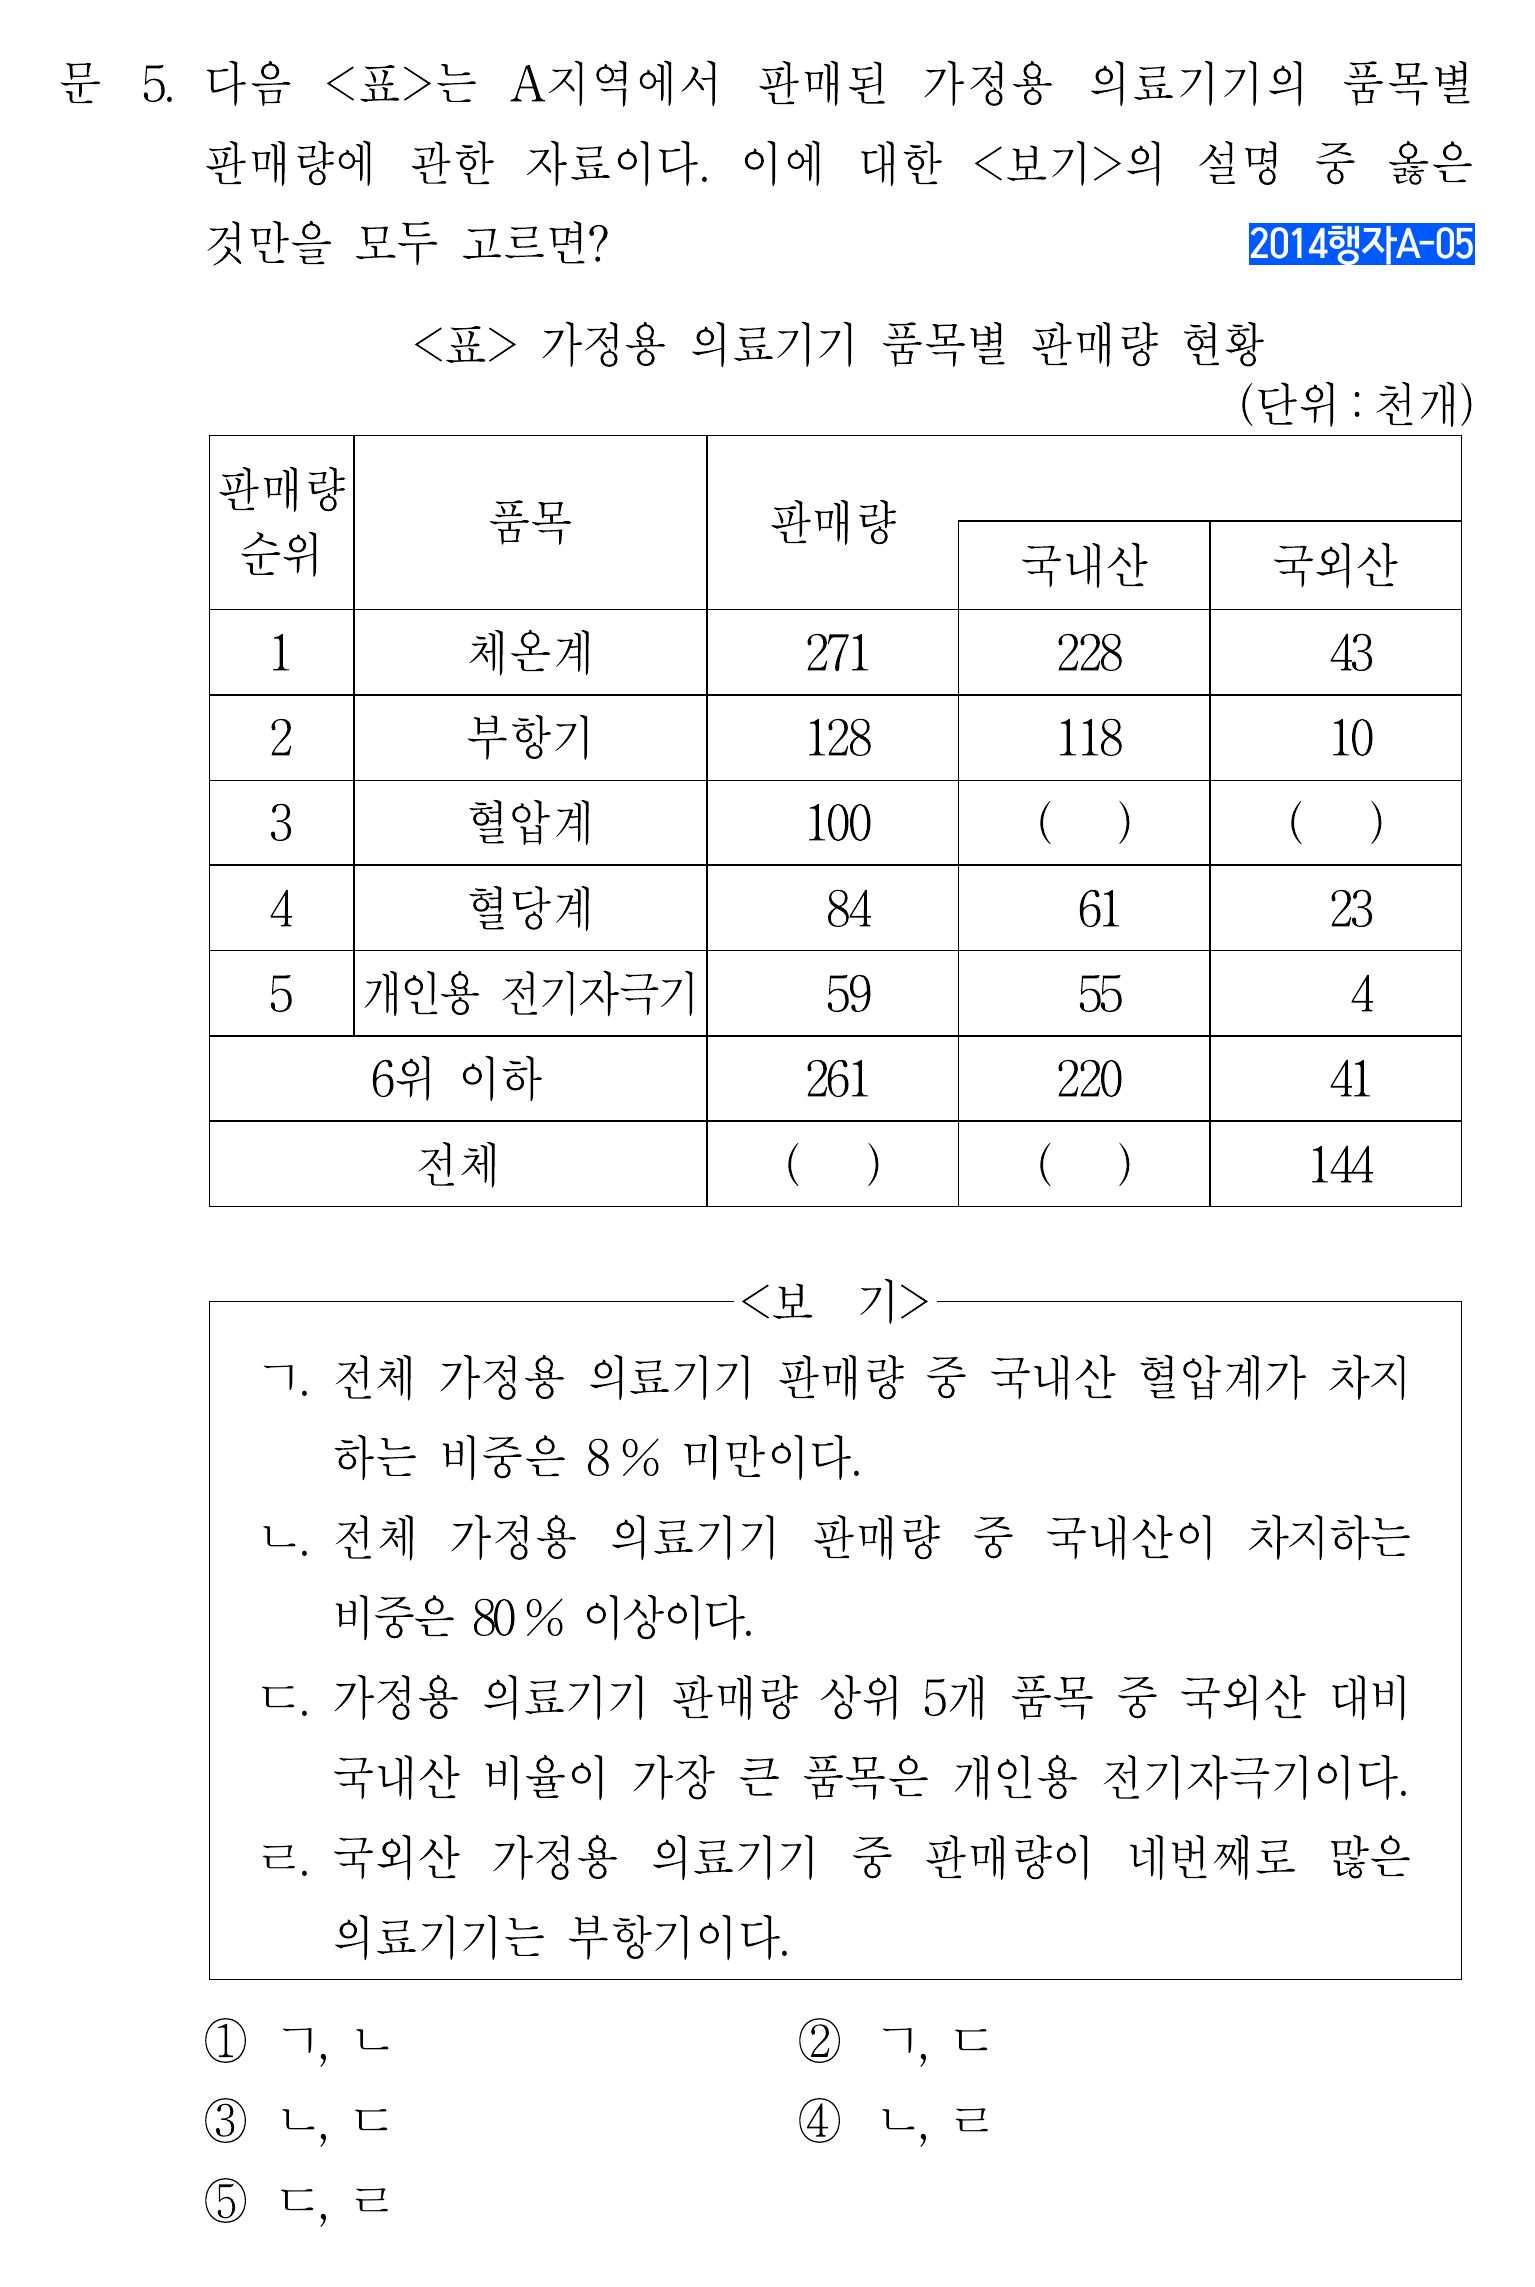 문 5. 다음 <표>는 A지역에서 판매된 가정용 의료기기의 품목별
판매량에 관한 자료이다. 이에 대한 <보기>의 설명 중 옳은
것만을 모두 고르면?
2014행자A-05
<표> 가정용 의료기기 품목별 판매량 현황
(단위 : 천개)
판매량 순위 품목 판매량 국내산 국외산
1 체온계 271 228 43
2 부항기 128 118 10
3 혈압계 100 ( ) ( )
4 혈당계 84 61 23
5 개인용 전기자극기 59 55 4
6위 이하 261 220 41
전체 ( ) ( ) 144
<보 기>
ㄱ. 전체 가정용 의료기기 판매량 중 국내산 혈압계가 차지
하는 비중은 8% 미만이다.
ㄴ. 전체 가정용 의료기기 판매량 중 국내산이 차지하는
비중은 80% 이상이다.
ㄷ. 가정용 의료기기 판매량 상위 5개 품목 중 국외산 대비
국내산 비율이 가장 큰 품목은 개인용 전기자극기이다.
ㄹ. 국외산 가정용 의료기기 중 판매량이 네번째로 많은
의료기기는 부항기이다.
① ㄱ, ㄴ ② ㄱ, ㄷ
③ ㄴ, ㄷ ④ ㄴ, ㄹ
⑤ ㄷ, ㄹ